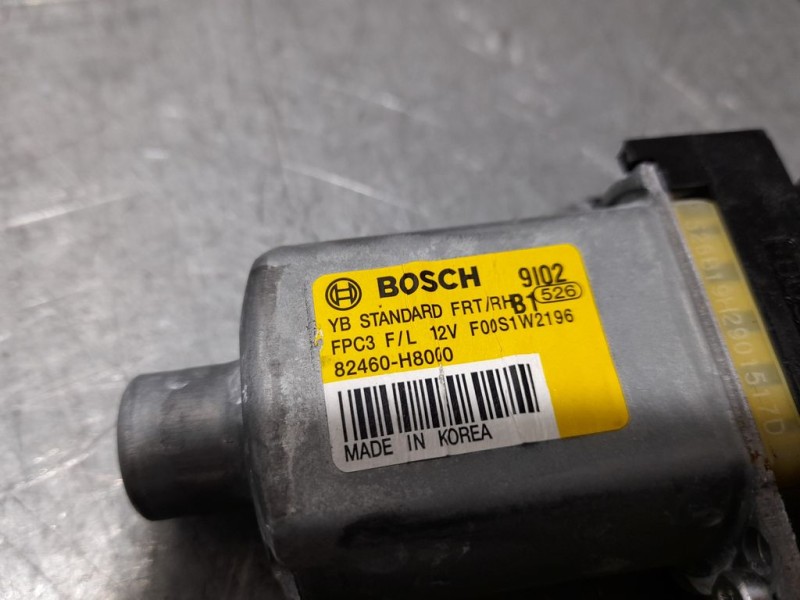 BOSCH 9I02
YB STANDARD FRT/RH B1 526
FPC3 F/L 12V F00S1W2196
82460-H8000
MADE IN KOREA